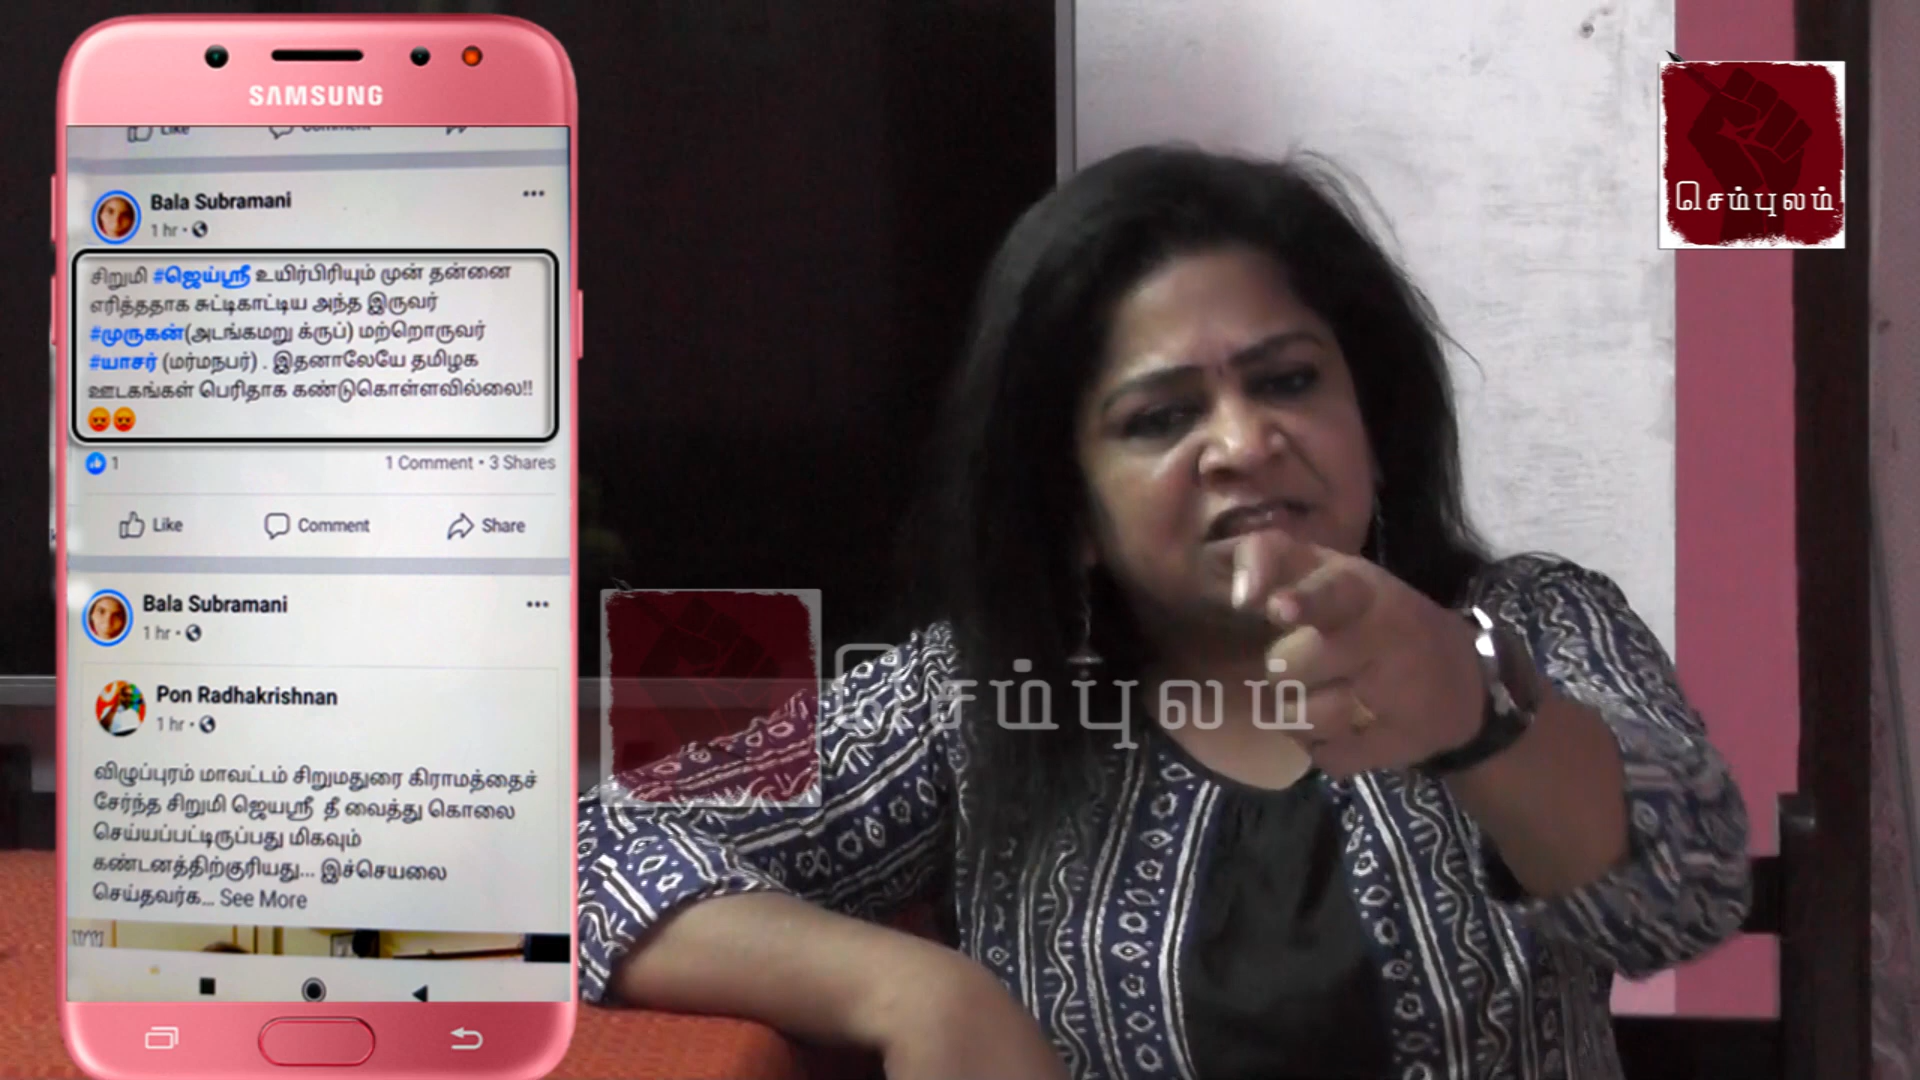 SAMSUNG
Like
Comment
Bala Subramani
1 hr
சிறுமி #ஜெய்ஸ்ரீ உயிர்பிரியும் முன் தன்னை
எரித்ததாக சுட்டிகாட்டிய அந்த இருவர்
#முருகன்(அடங்கமறு க்ருப்) மற்றொருவர்
#யாசர் (மர்மநபர்) . இதனாலேயே தமிழக
ஊடகங்கள் பெரிதாக கண்டுகொள்ளவில்லை!!
1
1 Comment • 3 Shares
Like Comment Share
Bala Subramani
1 hr
Pon Radhakrishnan
1 hr
விழுப்புரம் மாவட்டம் சிறுமதுரை கிராமத்தைச்
சேர்ந்த சிறுமி ஜெயஸ்ரீ தீ வைத்து கொலை
செய்யப்பட்டிருப்பது மிகவும்
கண்டனத்திற்குரியது... இச்செயலை
செய்தவர்க... See More
செம்புலம்
செம்புலம்